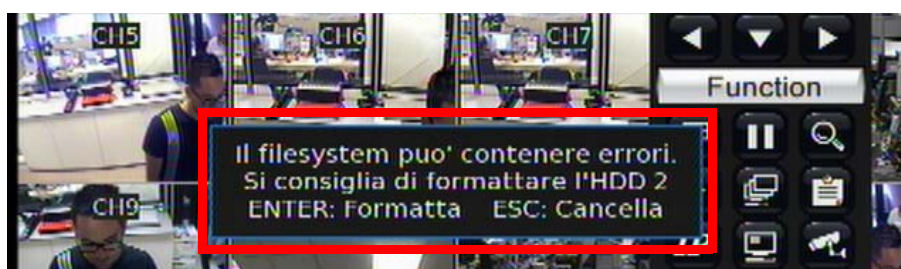 CH5
CH6
CH7
Function
Il filesystem puo' contenere errori.
Si consiglia di formattare l'HDD 2
ENTER: Formatta ESC: Cancella
CH9